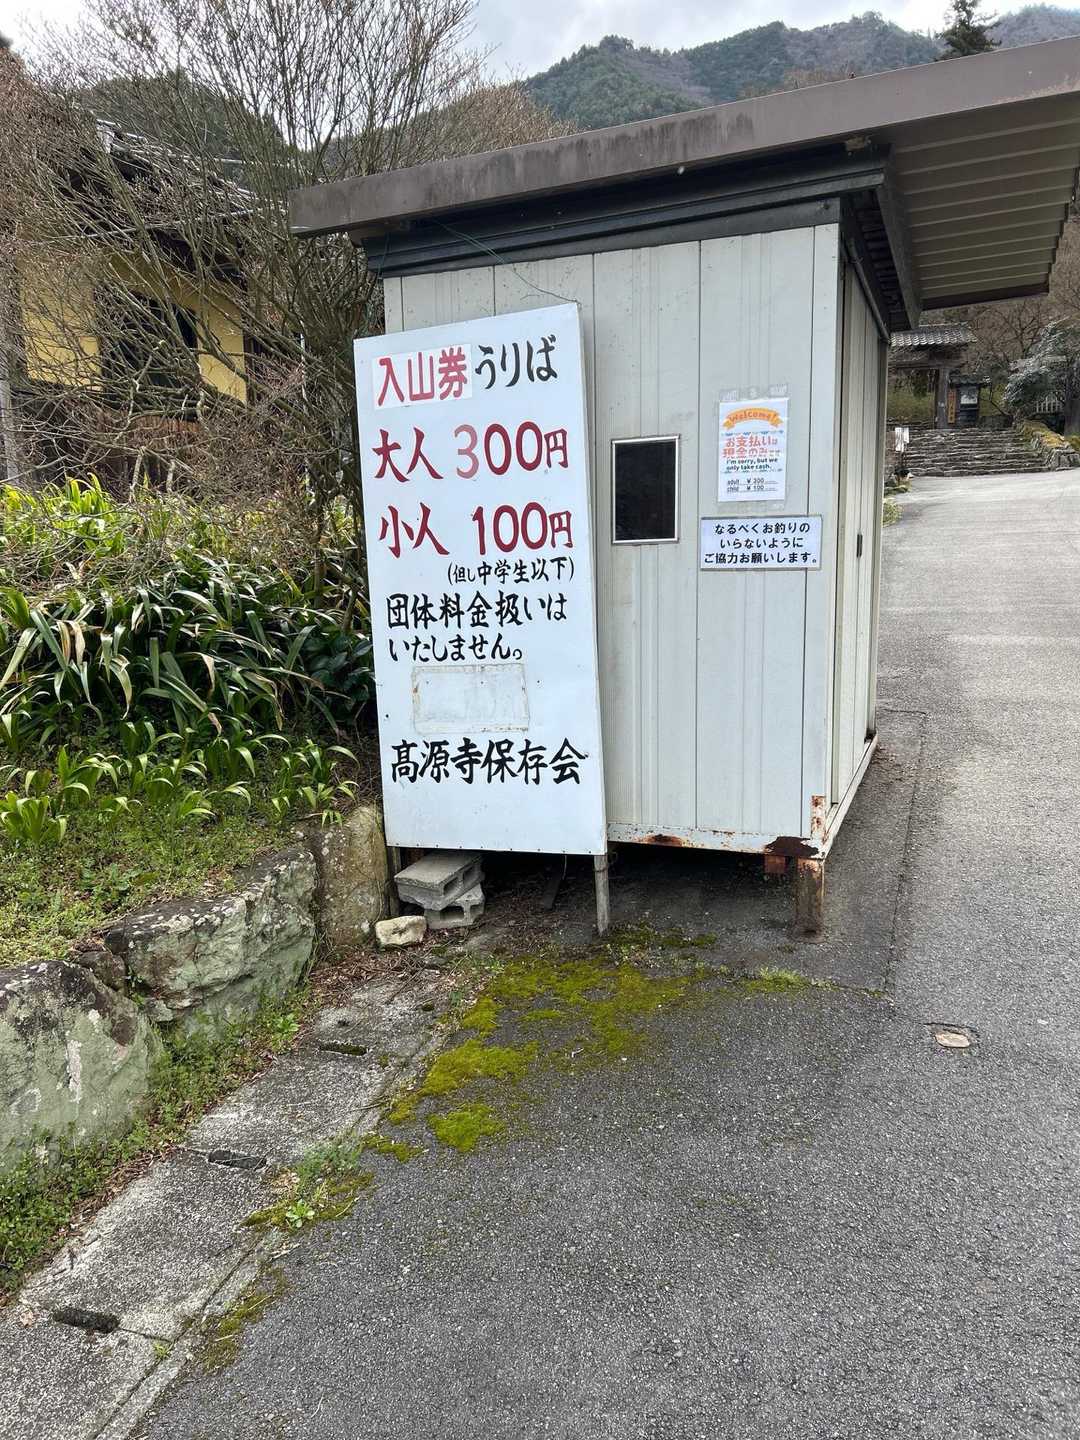 入山券うりば
大人 300円
小人 100円
(但し中学生以下)
団体料金扱いは
いたしません。
高源寺保存会
Welcome!
お支払いは
現金のみです
I'm sorry, but we
only take cash.
adult ¥ 300
child ¥ 100
なるべくお釣りの
いらないように
ご協力お願いします。